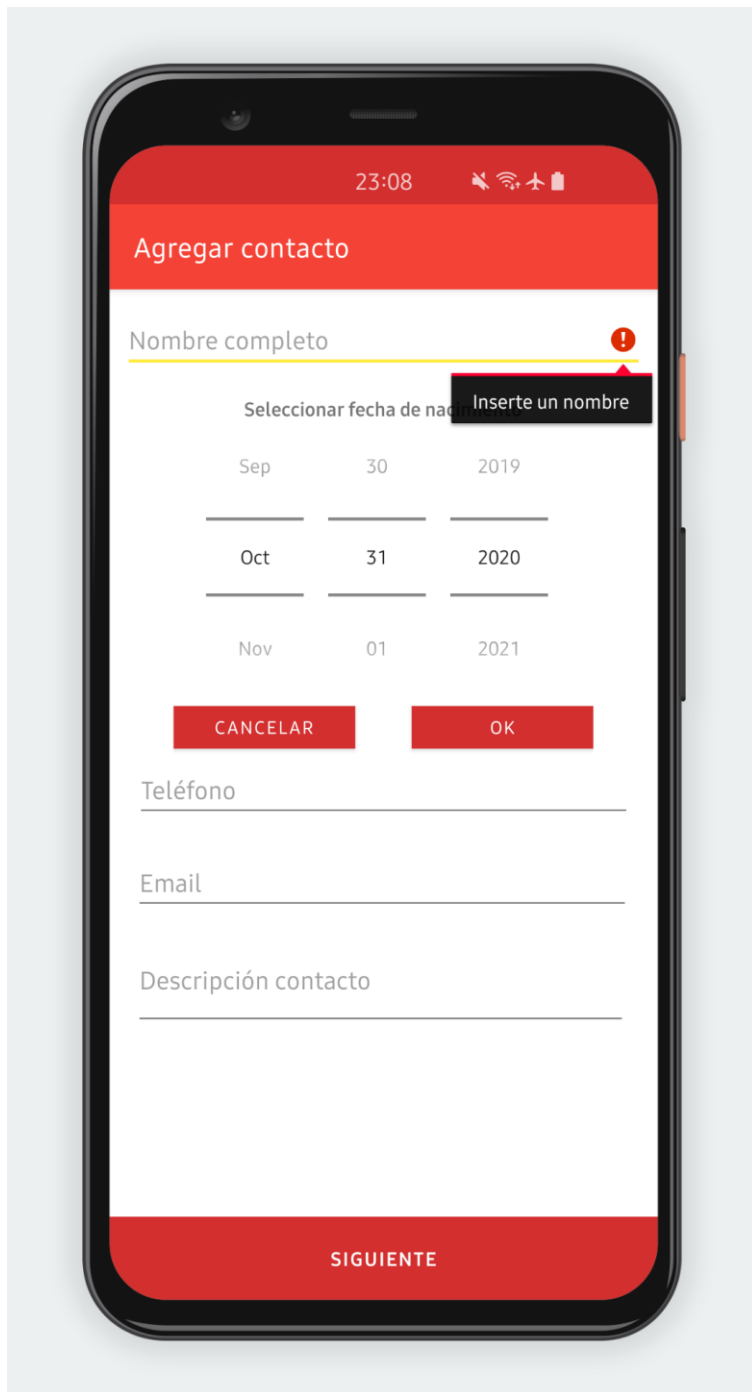 23:08
Agregar contacto
Nombre completo
Inserte un nombre
Seleccionar fecha de nacimiento
Sep 30 2019
Oct 31 2020
Nov 01 2021
CANCELAR OK
Teléfono
Email
Descripción contacto
SIGUIENTE